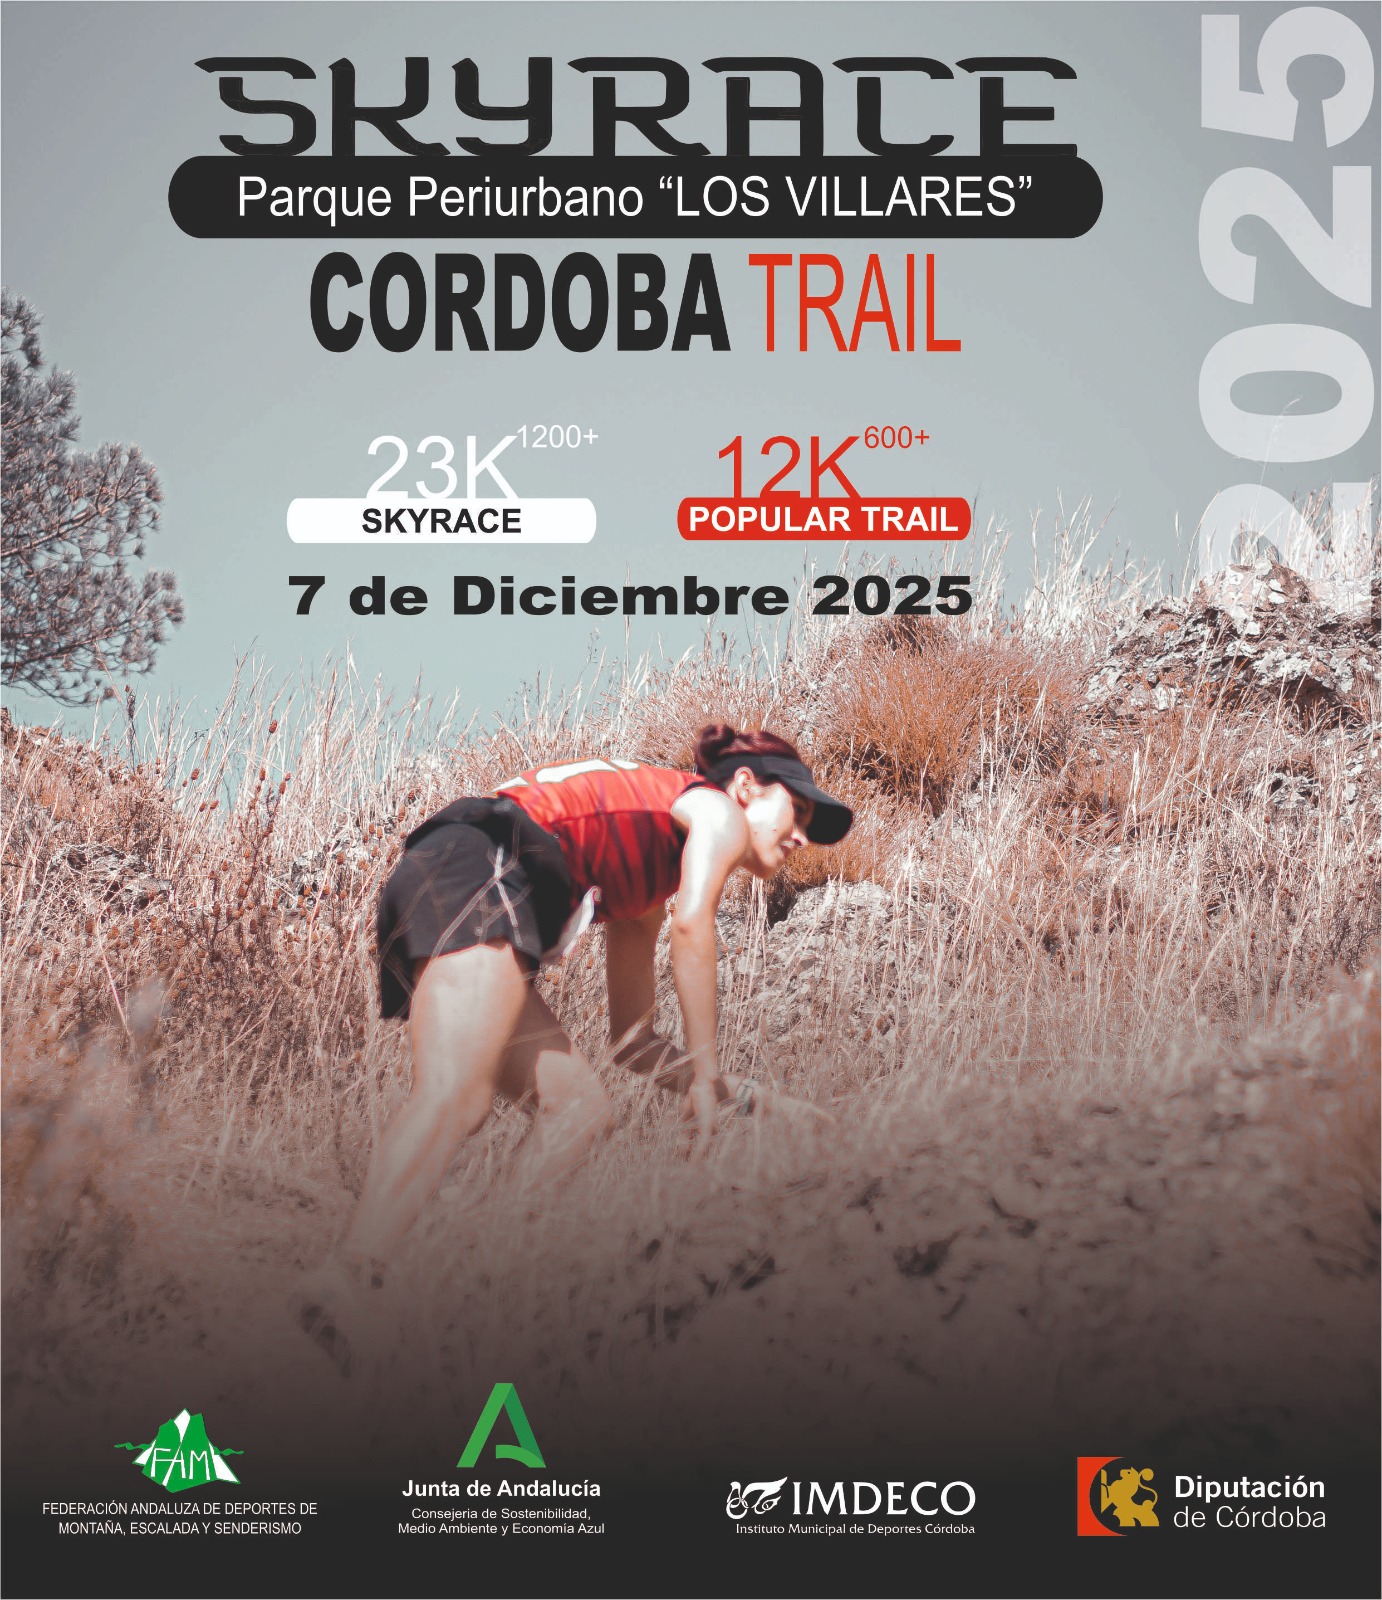 SKYRACE
Parque Periurbano “LOS VILLARES”
CORDOBA TRAIL
2025
23K 1200+
SKYRACE
12K 600+
POPULAR TRAIL
7 de Diciembre 2025
FAM
FEDERACIÓN ANDALUZA DE DEPORTES DE
MONTAÑA, ESCALADA Y SENDERISMO
Junta de Andalucía
Consejeria de Sostenibilidad,
Medio Ambiente y Economía Azul
IMDECO
Instituto Municipal de Deportes Córdoba
Diputación
de Córdoba